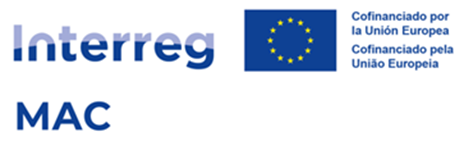 Interreg
Cofinanciado por
la Unión Europea
Cofinanciado pela
União Europeia
MAC